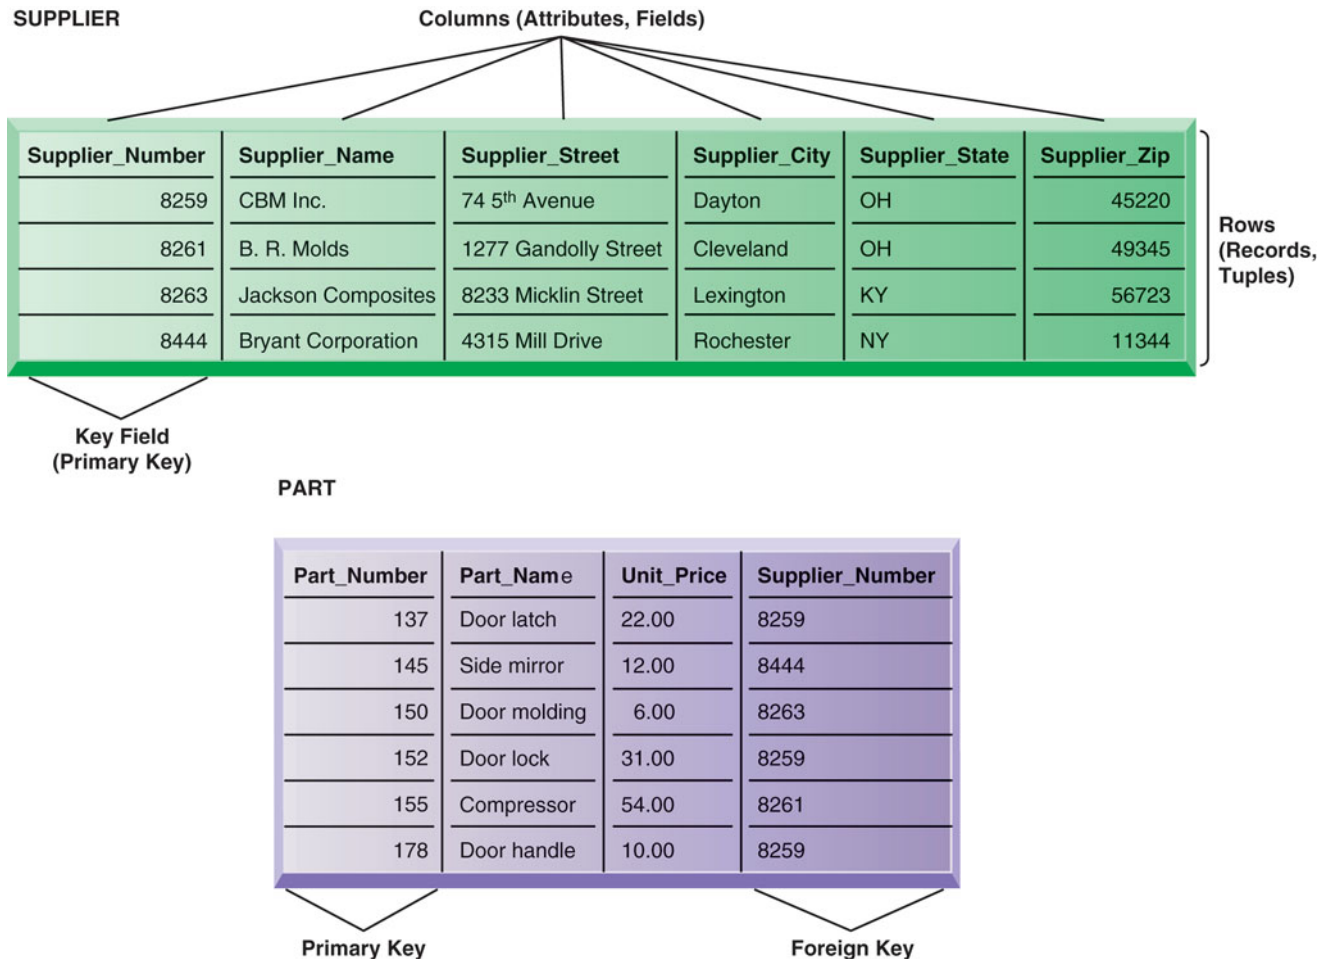 SUPPLIER
Columns (Attributes, Fields)
Supplier_Number Supplier_Name Supplier_Street Supplier_City Supplier_State Supplier_Zip
8259 CBM Inc. 74 5th Avenue Dayton OH 45220
8261 B. R. Molds 1277 Gandolly Street Cleveland OH 49345
8263 Jackson Composites 8233 Micklin Street Lexington KY 56723
8444 Bryant Corporation 4315 Mill Drive Rochester NY 11344
Rows
(Records,
Tuples)
Key Field
(Primary Key)
PART
Part_Number Part_Name Unit_Price Supplier_Number
137 Door latch 22.00 8259
145 Side mirror 12.00 8444
150 Door molding 6.00 8263
152 Door lock 31.00 8259
155 Compressor 54.00 8261
178 Door handle 10.00 8259
Primary Key
Foreign Key